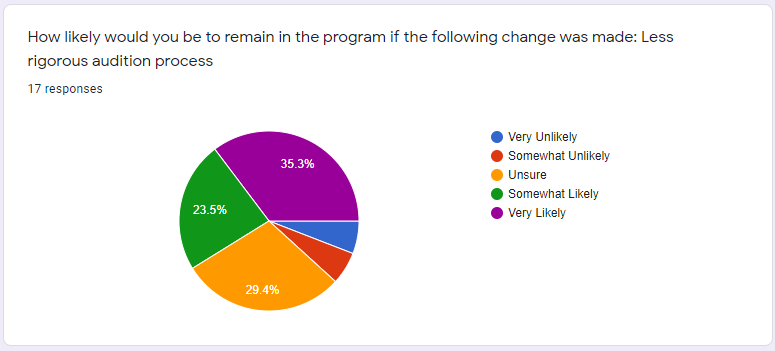 How likely would you be to remain in the program if the following change was made: Less
rigorous audition process
17 responses
35.3%
23.5%
29.4%
Very Unlikely
Somewhat Unlikely
Unsure
Somewhat Likely
Very Likely